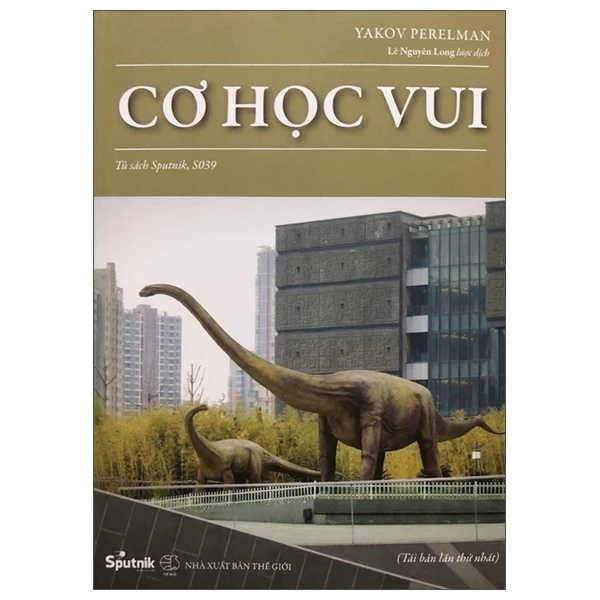 YAKOV PERELMAN
Lê Nguyên Long lược dịch
CƠ HỌC VUI
Tủ sách Sputnik, S039
(Tái bản lần thứ nhất)
Sputnik
NHÀ XUẤT BẢN THẾ GIỚI